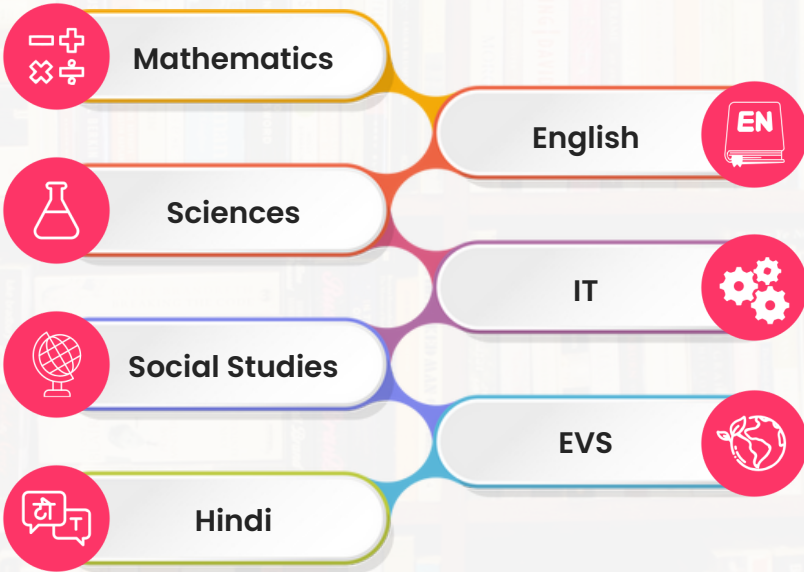 Mathematics
English
EN
Sciences
IT
Social Studies
EVS
Hindi
टी
T